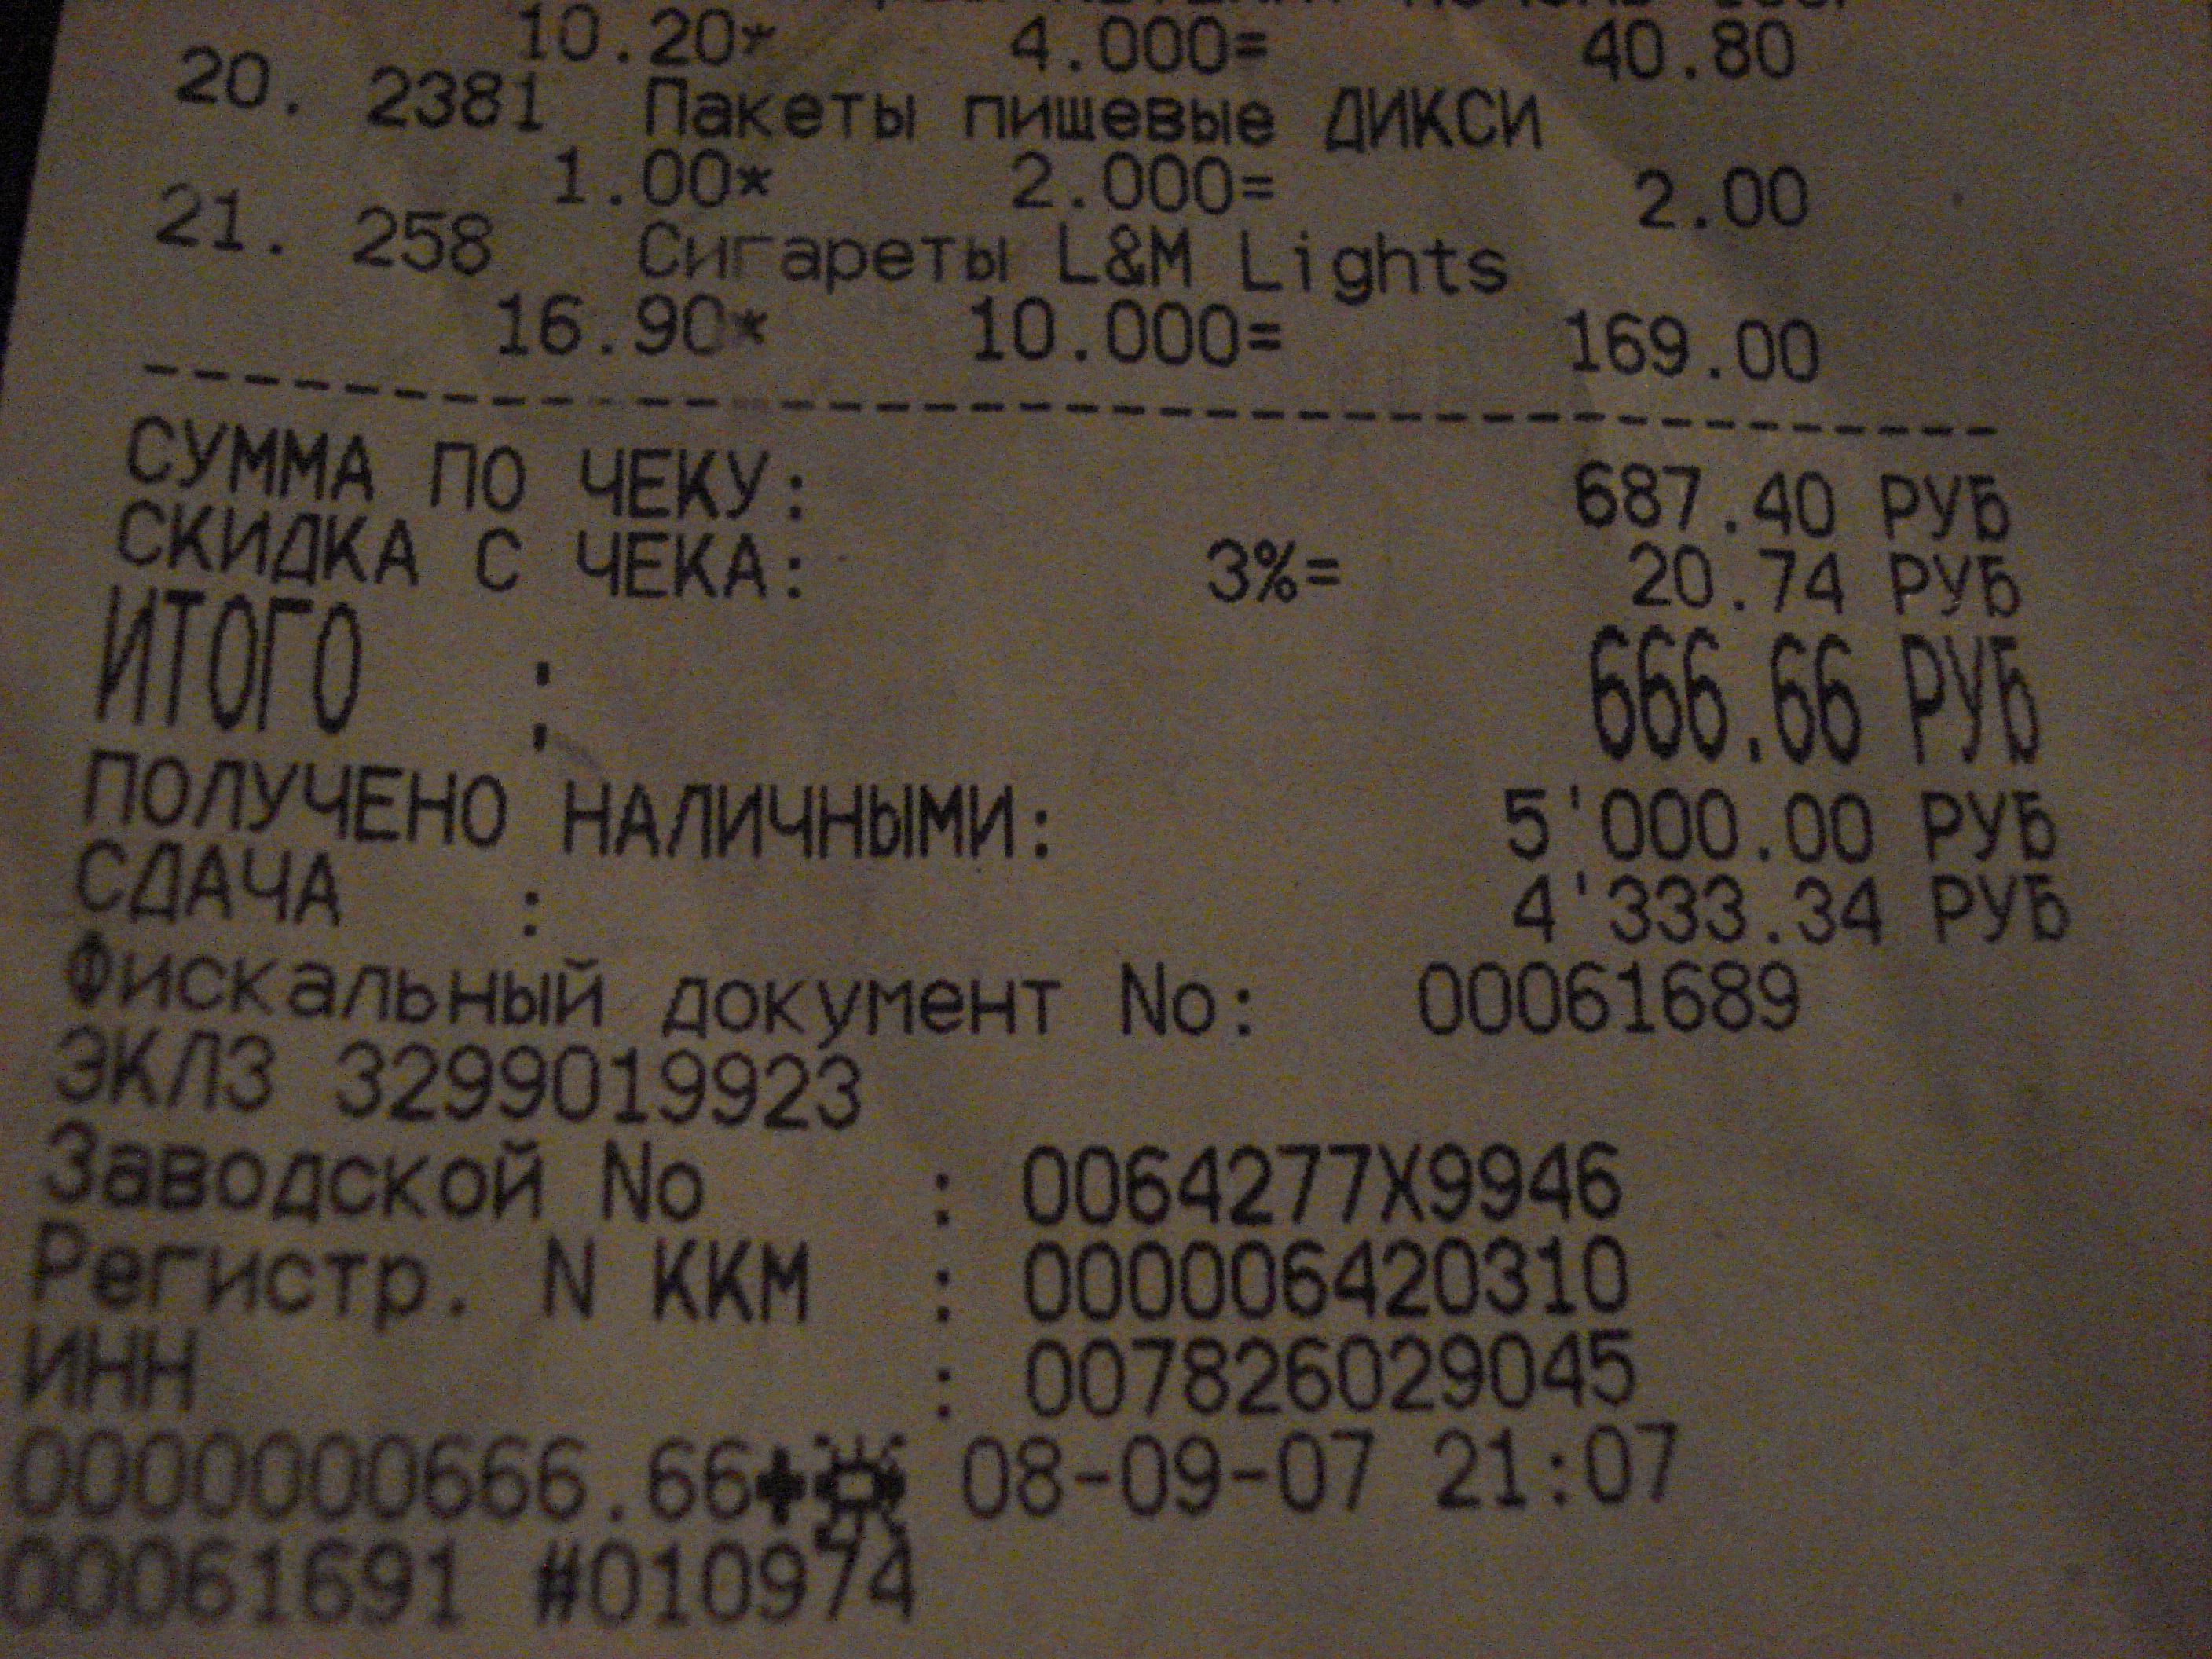 10.20* 4.000= 40.80
20. 2381 Пакеты пищевые ДИКСИ
1.00* 2.000= 2.00
21. 258 Сигареты L&M Lights
16.90* 10.000= 169.00
СУММА ПО ЧЕКУ: 687.40 РУБ
СКИДКА С ЧЕКА: 3%= 20.74 РУБ
ИТОГО : 666.66 РУБ
ПОЛУЧЕНО НАЛИЧНЫМИ: 5'000.00 РУБ
СДАЧА : 4'333.34 РУБ
Фискальный документ No: 00061689
ЭКЛЗ 3299019923
Заводской No : 0064277X9946
Регистр. N ККМ : 000006420310
ИНН : 007826029045
0000000666.66 08-09-07 21:07
00061691 #010974